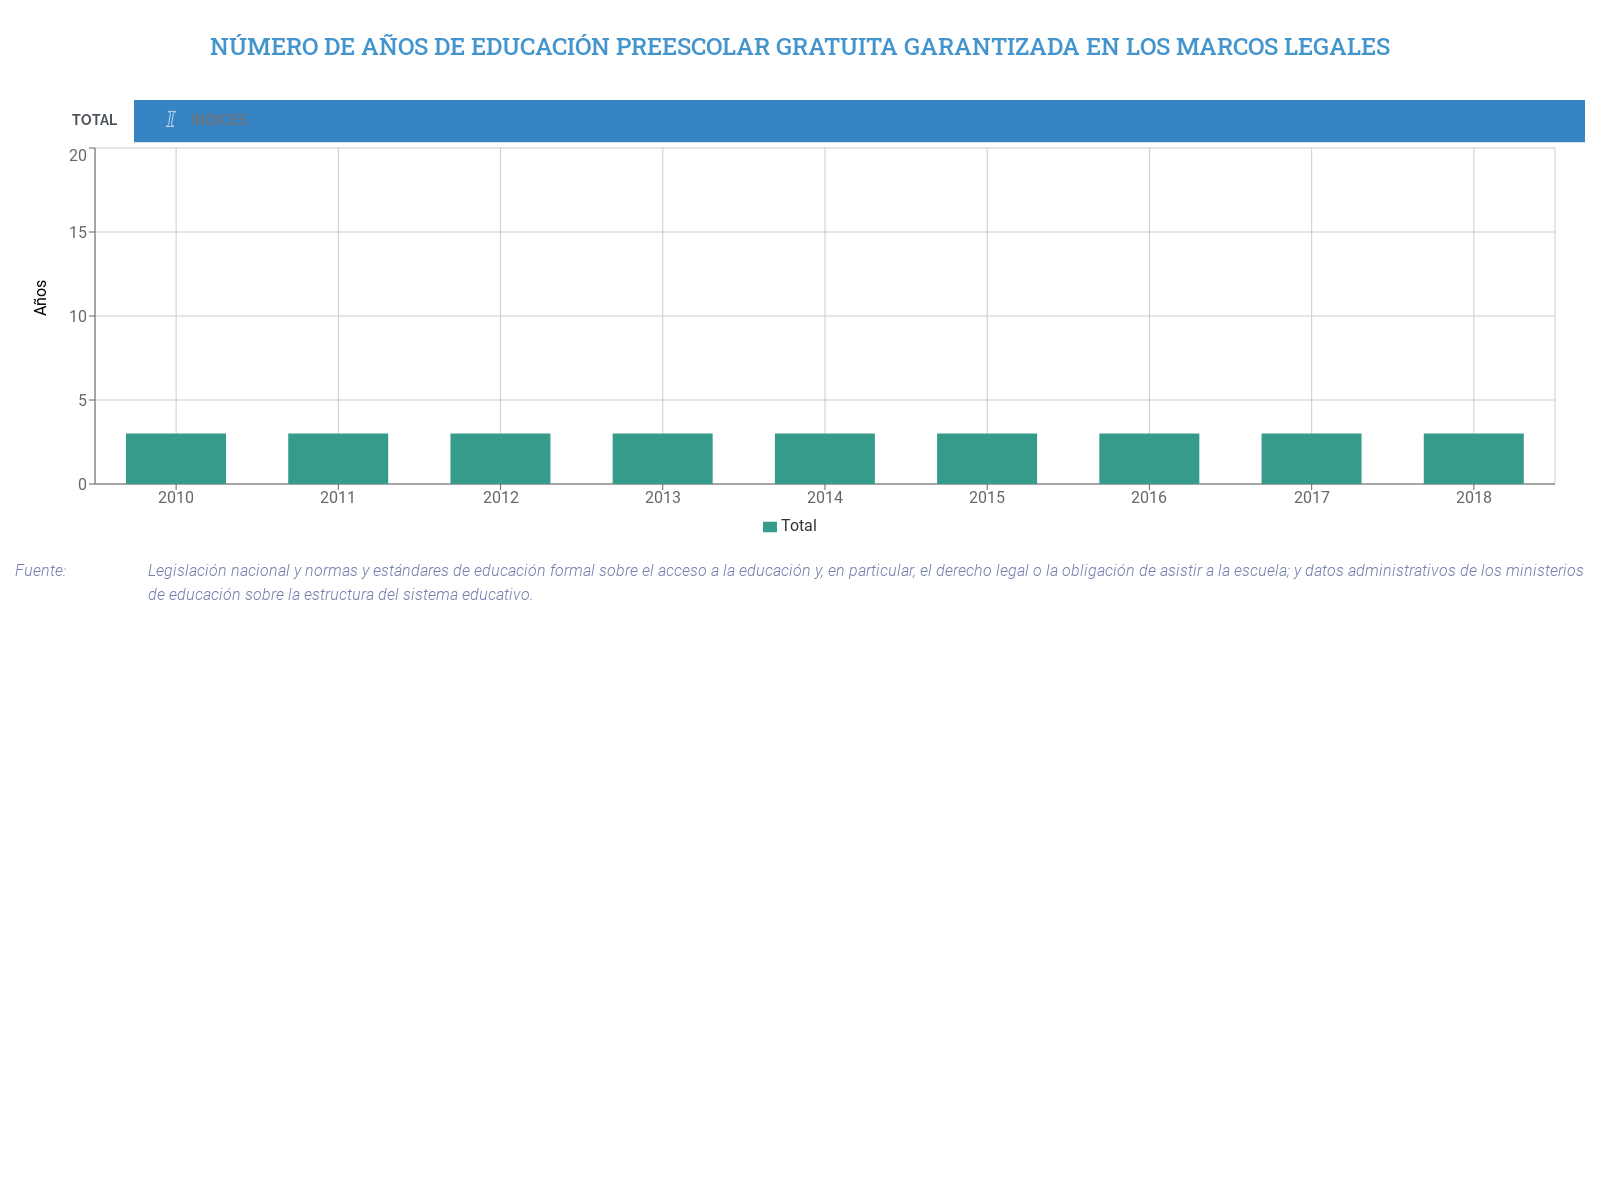 NÚMERO DE AÑOS DE EDUCACIÓN PREESCOLAR GRATUITA GARANTIZADA EN LOS MARCOS LEGALES
TOTAL
INDICES
20
15
10
5
0
Años
2010 2011 2012 2013 2014 2015 2016 2017 2018
Total
Fuente: Legislación nacional y normas y estándares de educación formal sobre el acceso a la educación y, en particular, el derecho legal o la obligación de asistir a la escuela; y datos administrativos de los ministerios
de educación sobre la estructura del sistema educativo.